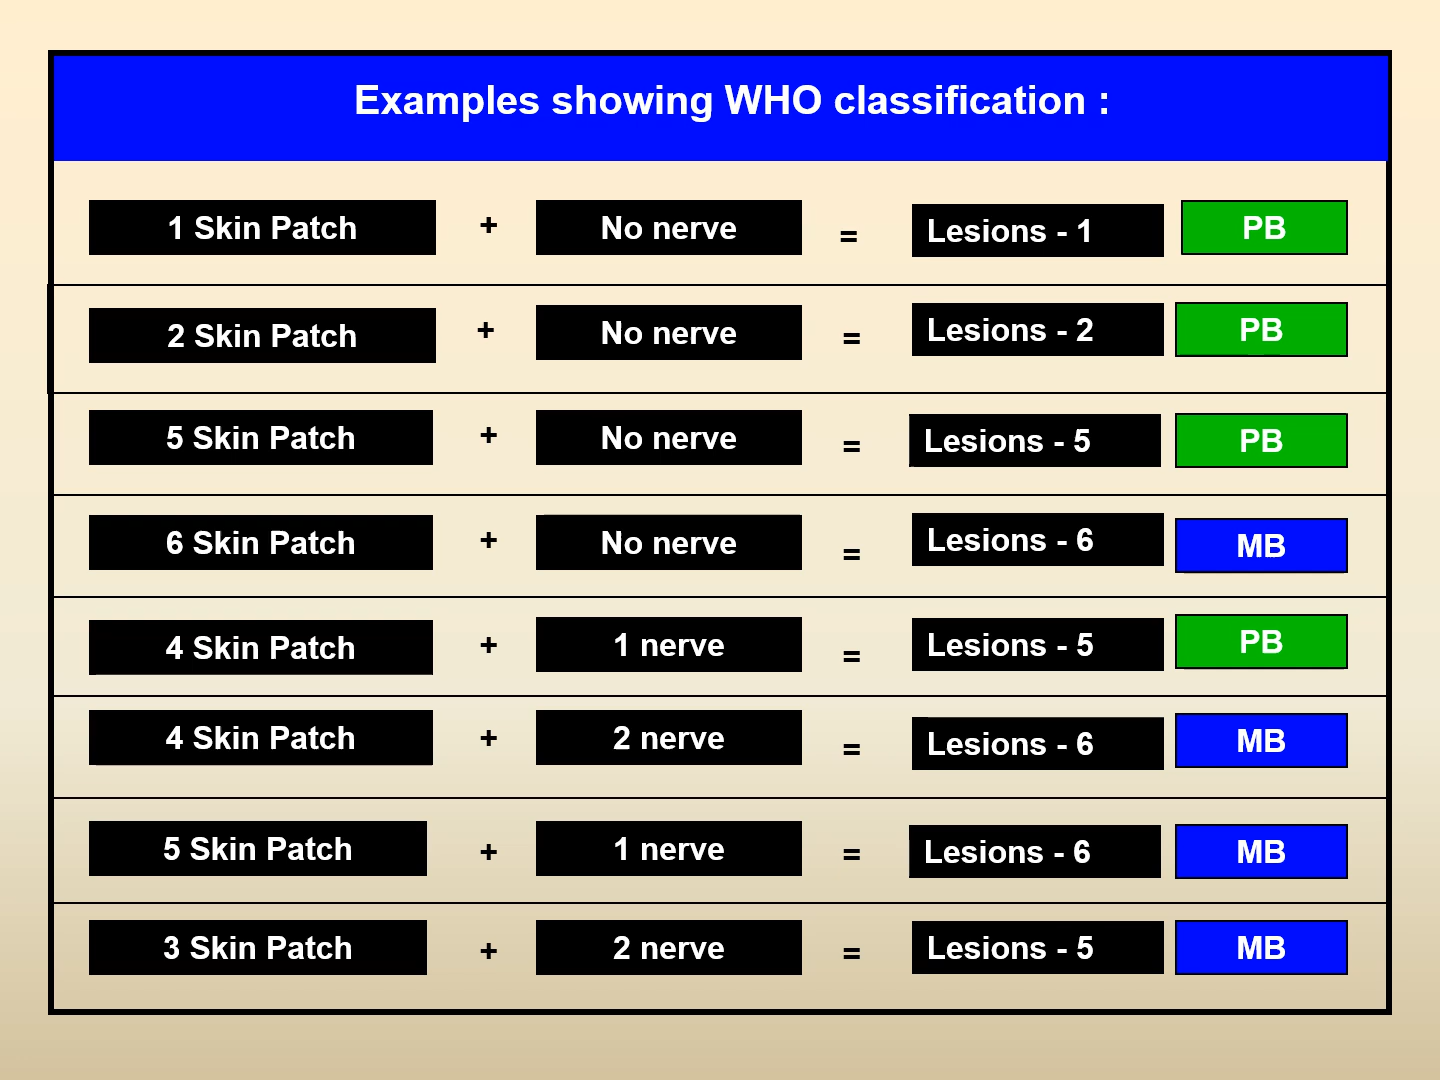 Examples showing WHO classification :
1 Skin Patch + No nerve = Lesions - 1 PB
2 Skin Patch + No nerve = Lesions - 2 PB
5 Skin Patch + No nerve = Lesions - 5 PB
6 Skin Patch + No nerve = Lesions - 6 MB
4 Skin Patch + 1 nerve = Lesions - 5 PB
4 Skin Patch + 2 nerve = Lesions - 6 MB
5 Skin Patch + 1 nerve = Lesions - 6 MB
3 Skin Patch + 2 nerve = Lesions - 5 MB